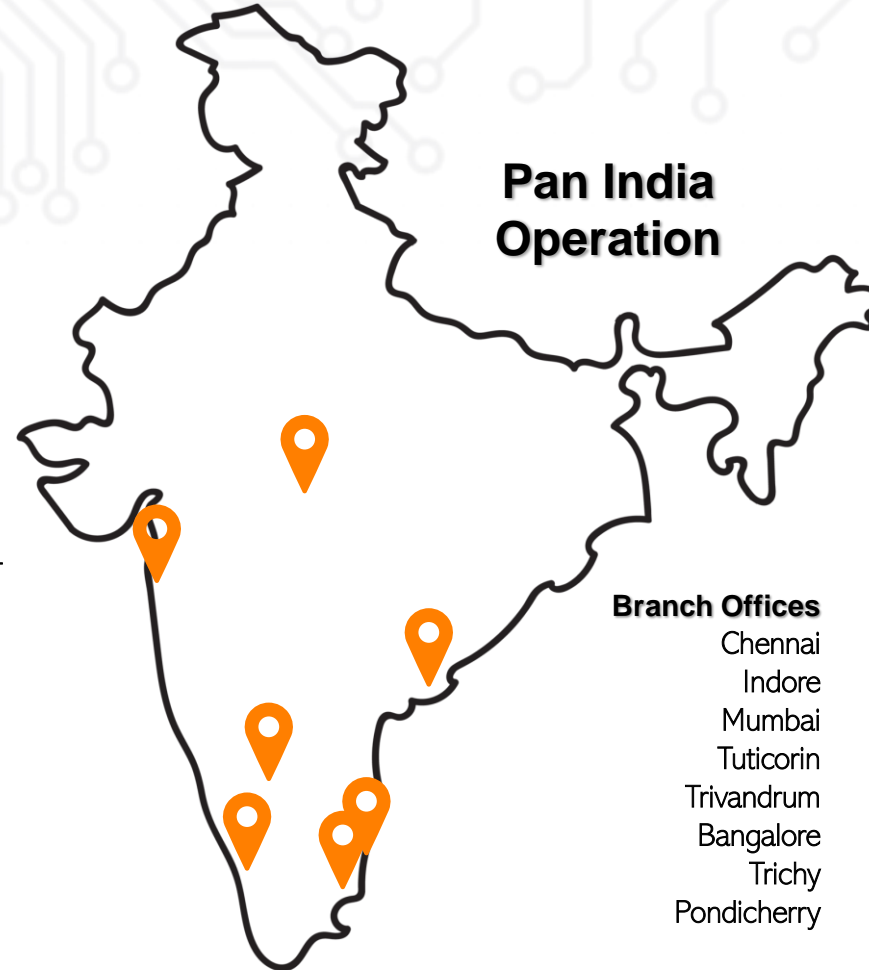 Pan India
Operation
Branch Offices
Chennai
Indore
Mumbai
Tuticorin
Trivandrum
Bangalore
Trichy
Pondicherry